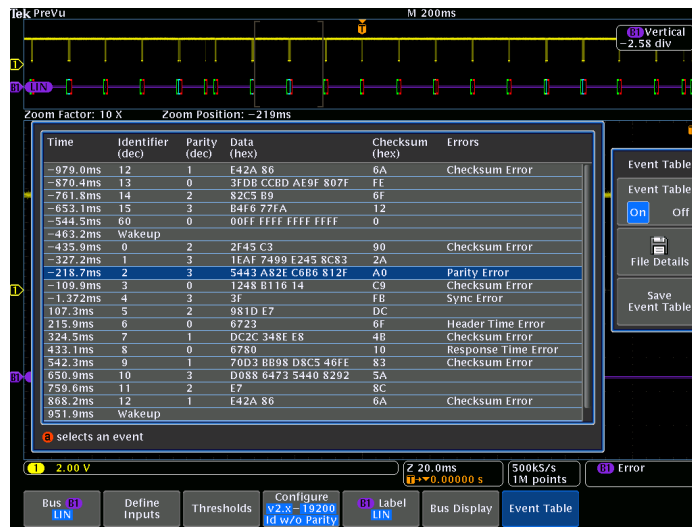 Tek PreVu M 200ms
T
B1 Vertical
-2.58 div
1
B1 LIN
Zoom Factor: 10 X Zoom Position: -219ms
Time Identifier (dec) Parity (dec) Data (hex) Checksum (hex) Errors
-979.0ms 12 1 E42A 86 6A Checksum Error
-870.4ms 13 0 3FDB CCBD AE9F 807F FE
-761.8ms 14 2 82C5 B9 6F
-653.1ms 15 3 B4F6 77FA 12
-544.5ms 60 0 00FF FFFF FFFF FFFF 0
-463.2ms Wakeup
-435.9ms 0 2 2F45 C3 90 Checksum Error
-327.2ms 1 3 1EAF 7499 E245 8C83 2A
-218.7ms 2 3 5443 A82E C6B6 812F A0 Parity Error
-109.9ms 3 0 1248 B116 14 C9 Checksum Error
-1.372ms 4 3 3F FB Sync Error
107.3ms 5 2 981D E7 DC
215.9ms 6 0 6723 6F Header Time Error
324.5ms 7 1 DC2C 348E E8 4B Checksum Error
433.1ms 8 0 6780 10 Response Time Error
542.3ms 9 1 70D3 BB98 D8C5 46FE 83 Checksum Error
650.9ms 10 3 D088 6473 5440 8292 5A
759.6ms 11 2 E7 8C
868.2ms 12 1 E42A 86 6A Checksum Error
951.9ms Wakeup
a selects an event
Event Table
Event Table
On Off
File Details
Save
Event Table
1
B1
1 2.00 V
Z 20.0ms
T→▼0.00000 s
500kS/s
1M points
B1 Error
Bus B1
LIN
Define
Inputs
Thresholds
Configure
v2.x-19200
Id w/o Parity
B1 Label
LIN
Bus Display
Event Table